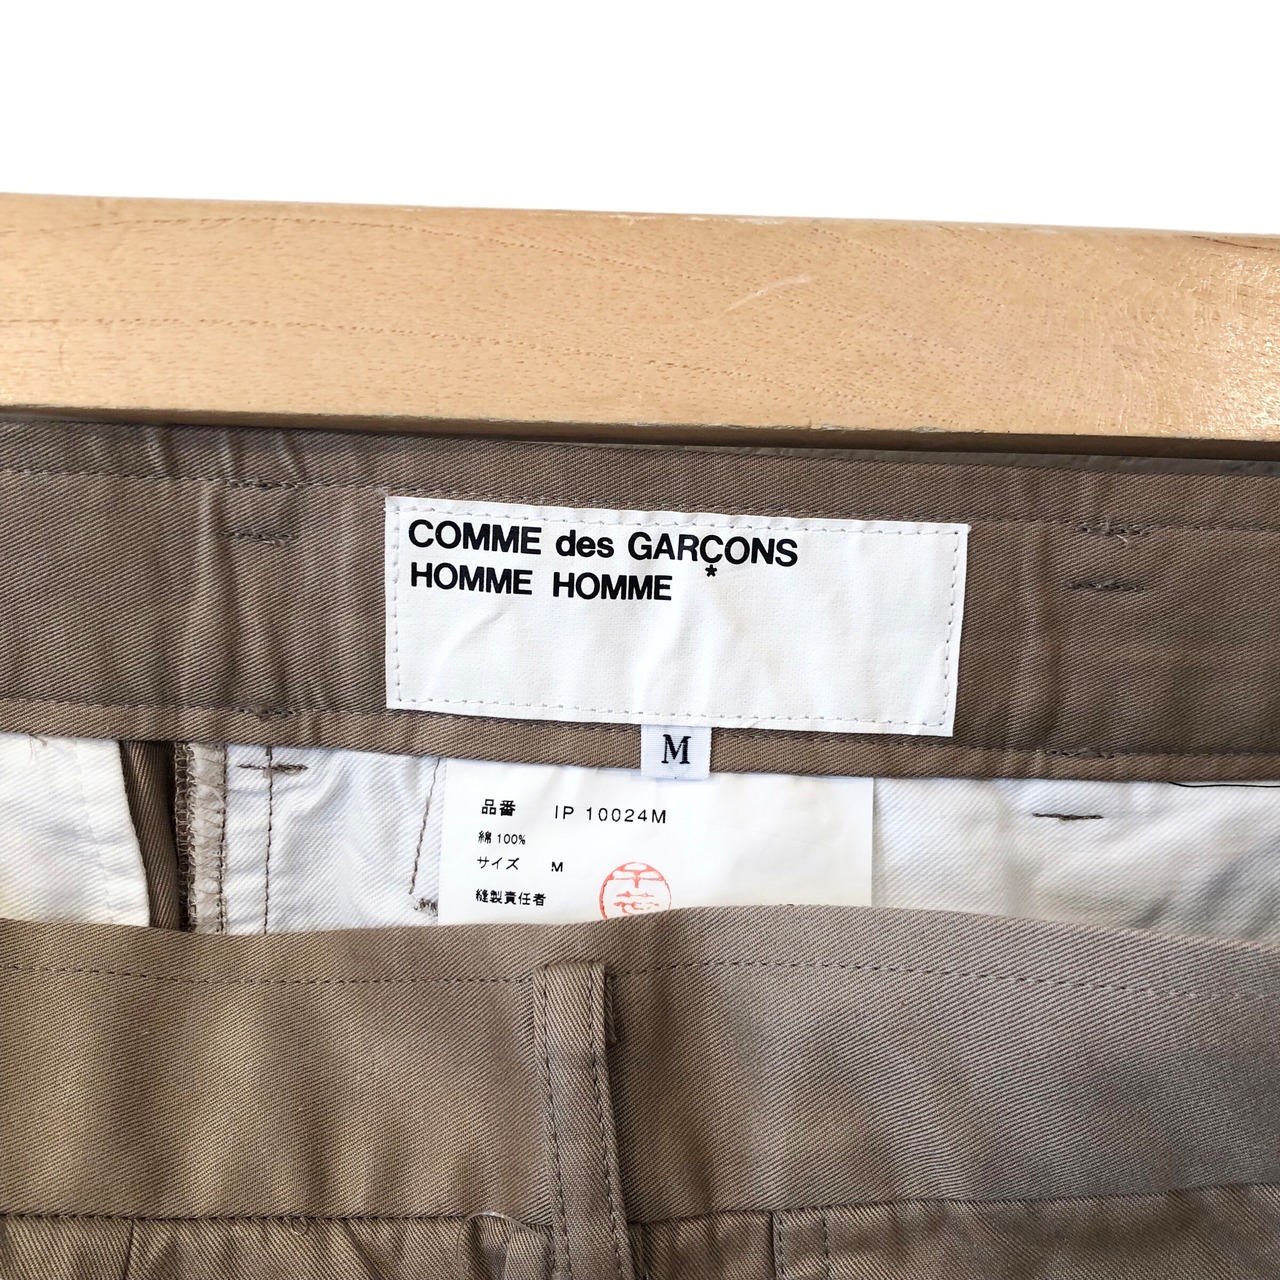 COMME des GARÇONS
*
HOMME HOMME
M
品番 IP 10024M
綿 100%
サイズ M
縫製責任者